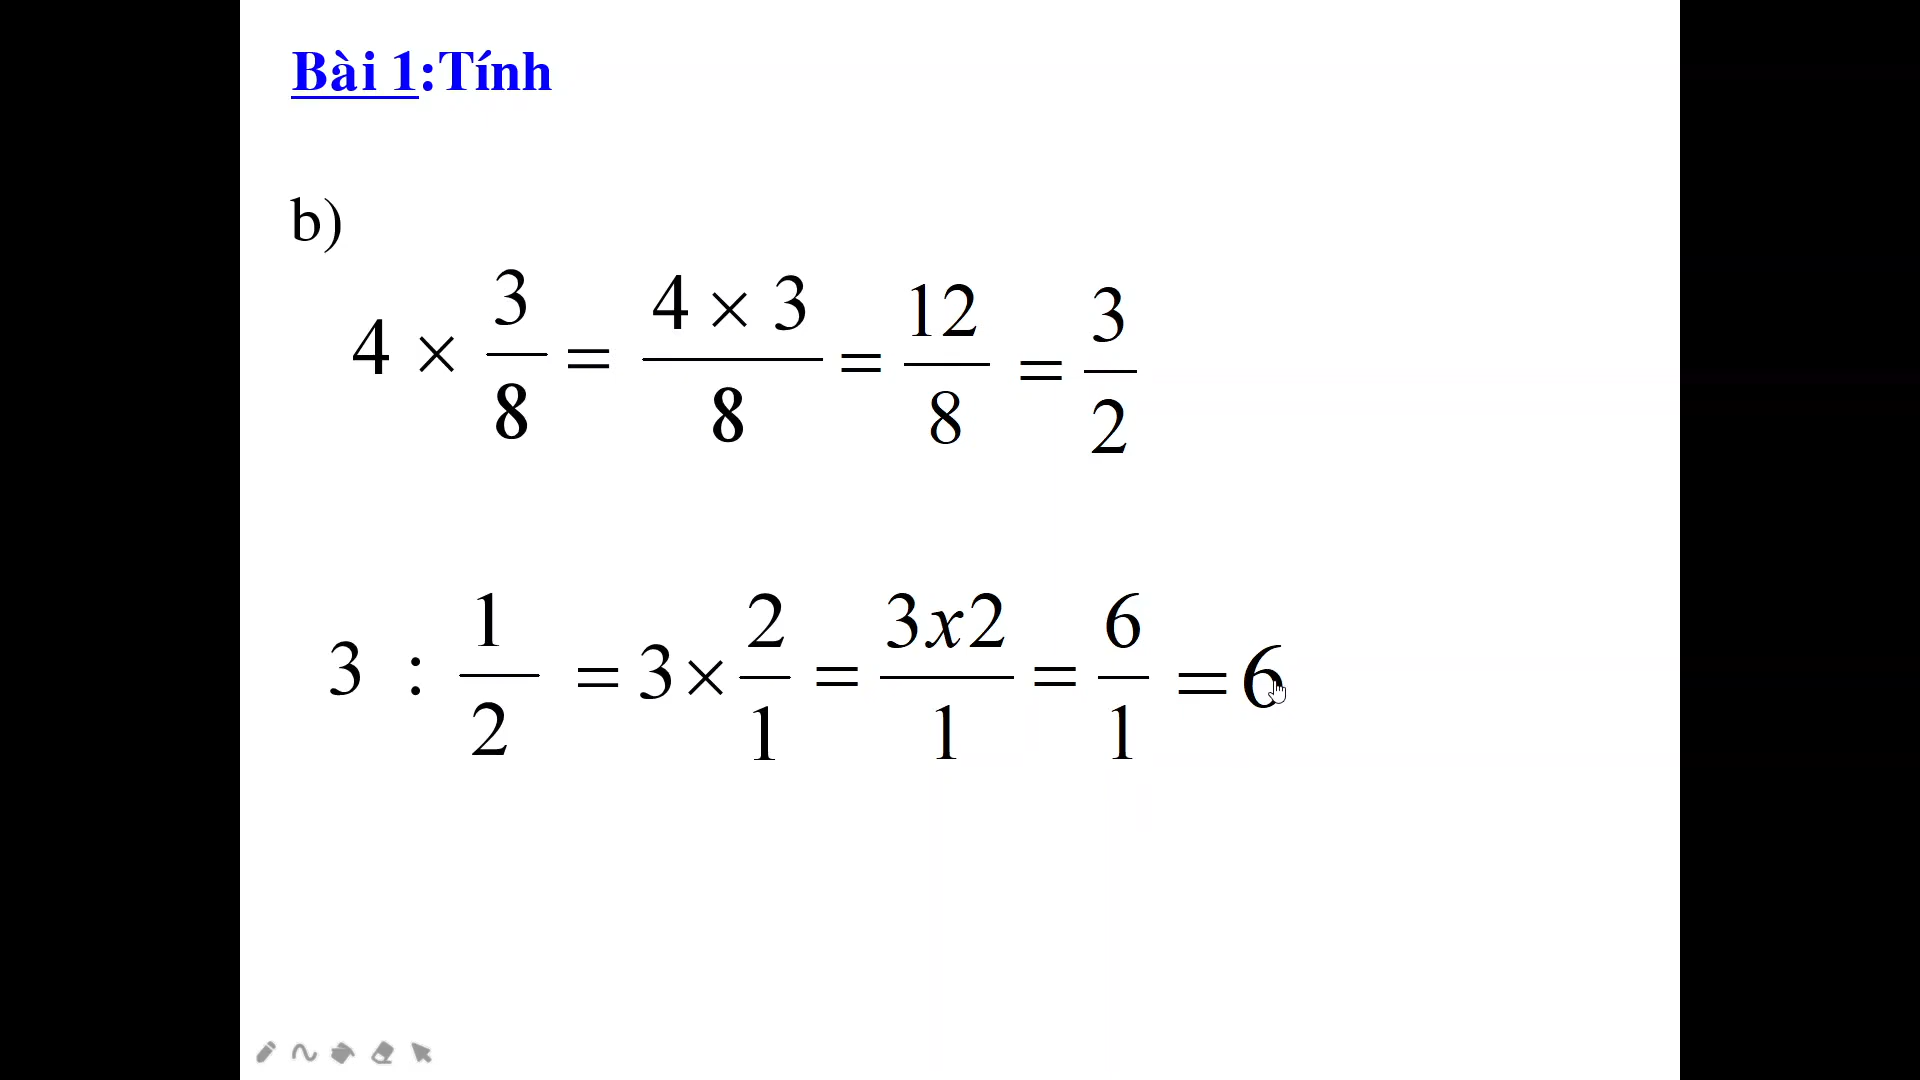 Bài 1:Tính
b)
4 × 3/8 = 4 × 3/8 = 12/8 = 3/2
3 : 1/2 = 3 × 2/1 = 3x2/1 = 6/1 = 6